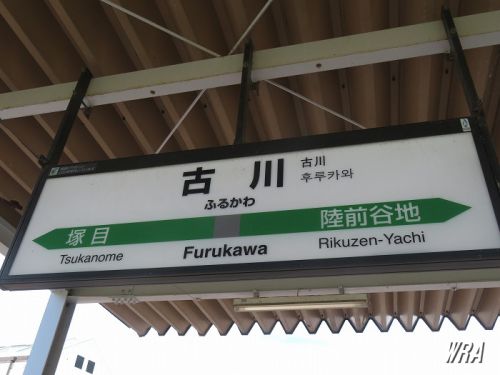 古川
ふるかわ
古川
후루카와
塚目
Tsukanome
Furukawa
陸前谷地
Rikuzen-Yachi
WRA